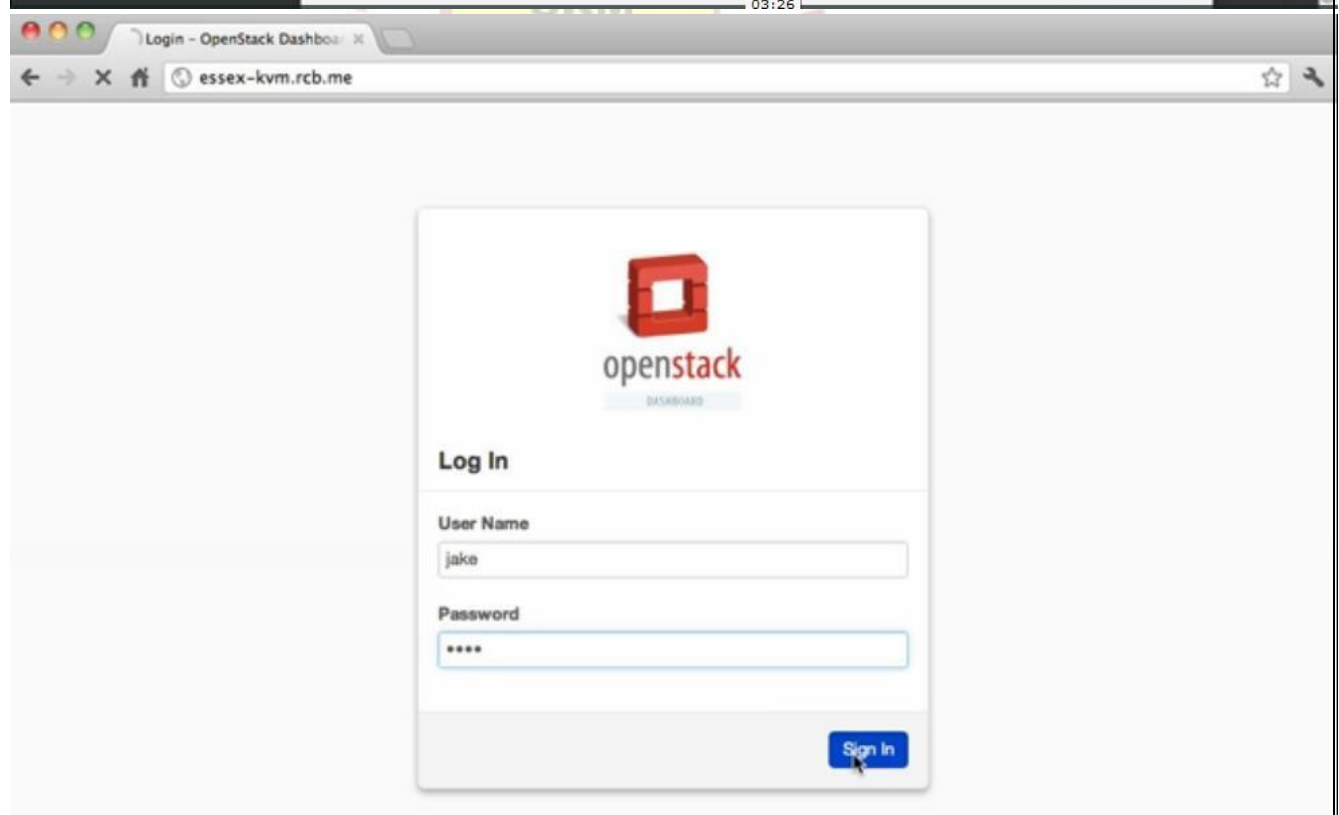 03:26
Login - OpenStack Dashboa
essex-kvm.rcb.me
openstack
DASHBOARD
Log In
User Name
jake
Password
••••
Sign In